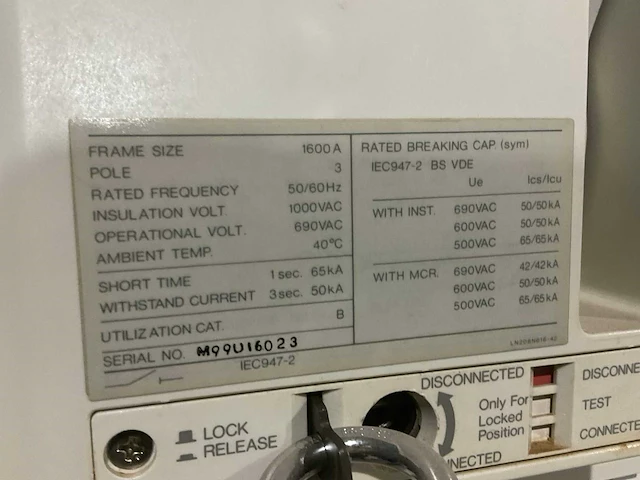 FRAME SIZE 1600A
POLE 3
RATED FREQUENCY 50/60Hz
INSULATION VOLT. 1000VAC
OPERATIONAL VOLT. 690VAC
AMBIENT TEMP. 40°C
SHORT TIME 1sec. 65kA
WITHSTAND CURRENT 3sec. 50kA
UTILIZATION CAT. B
SERIAL NO. M99U16023
IEC947-2
RATED BREAKING CAP (sym)
IEC947-2 BS VDE
Ue Ics/Icu
WITH INST. 690VAC 50/50kA
600VAC 50/50kA
500VAC 65/65kA
WITH MCR. 690VAC 42/42kA
600VAC 50/50kA
500VAC 65/65kA
LOCK
RELEASE
DISCONNECTED
Only For
Locked
Position
DISCONNE
TEST
CONNECTE
NECTED